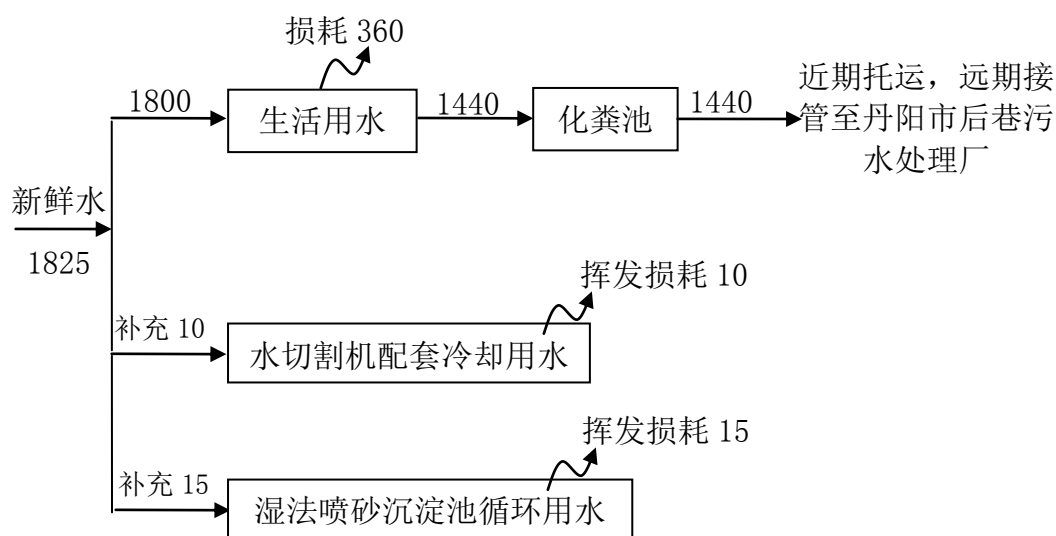 损耗 360
1800
生活用水
1440
化粪池
1440
近期托运，远期接
管至丹阳市后巷污
水处理厂
新鲜水
1825
挥发损耗 10
补充 10
水切割机配套冷却用水
挥发损耗 15
补充 15
湿法喷砂沉淀池循环用水